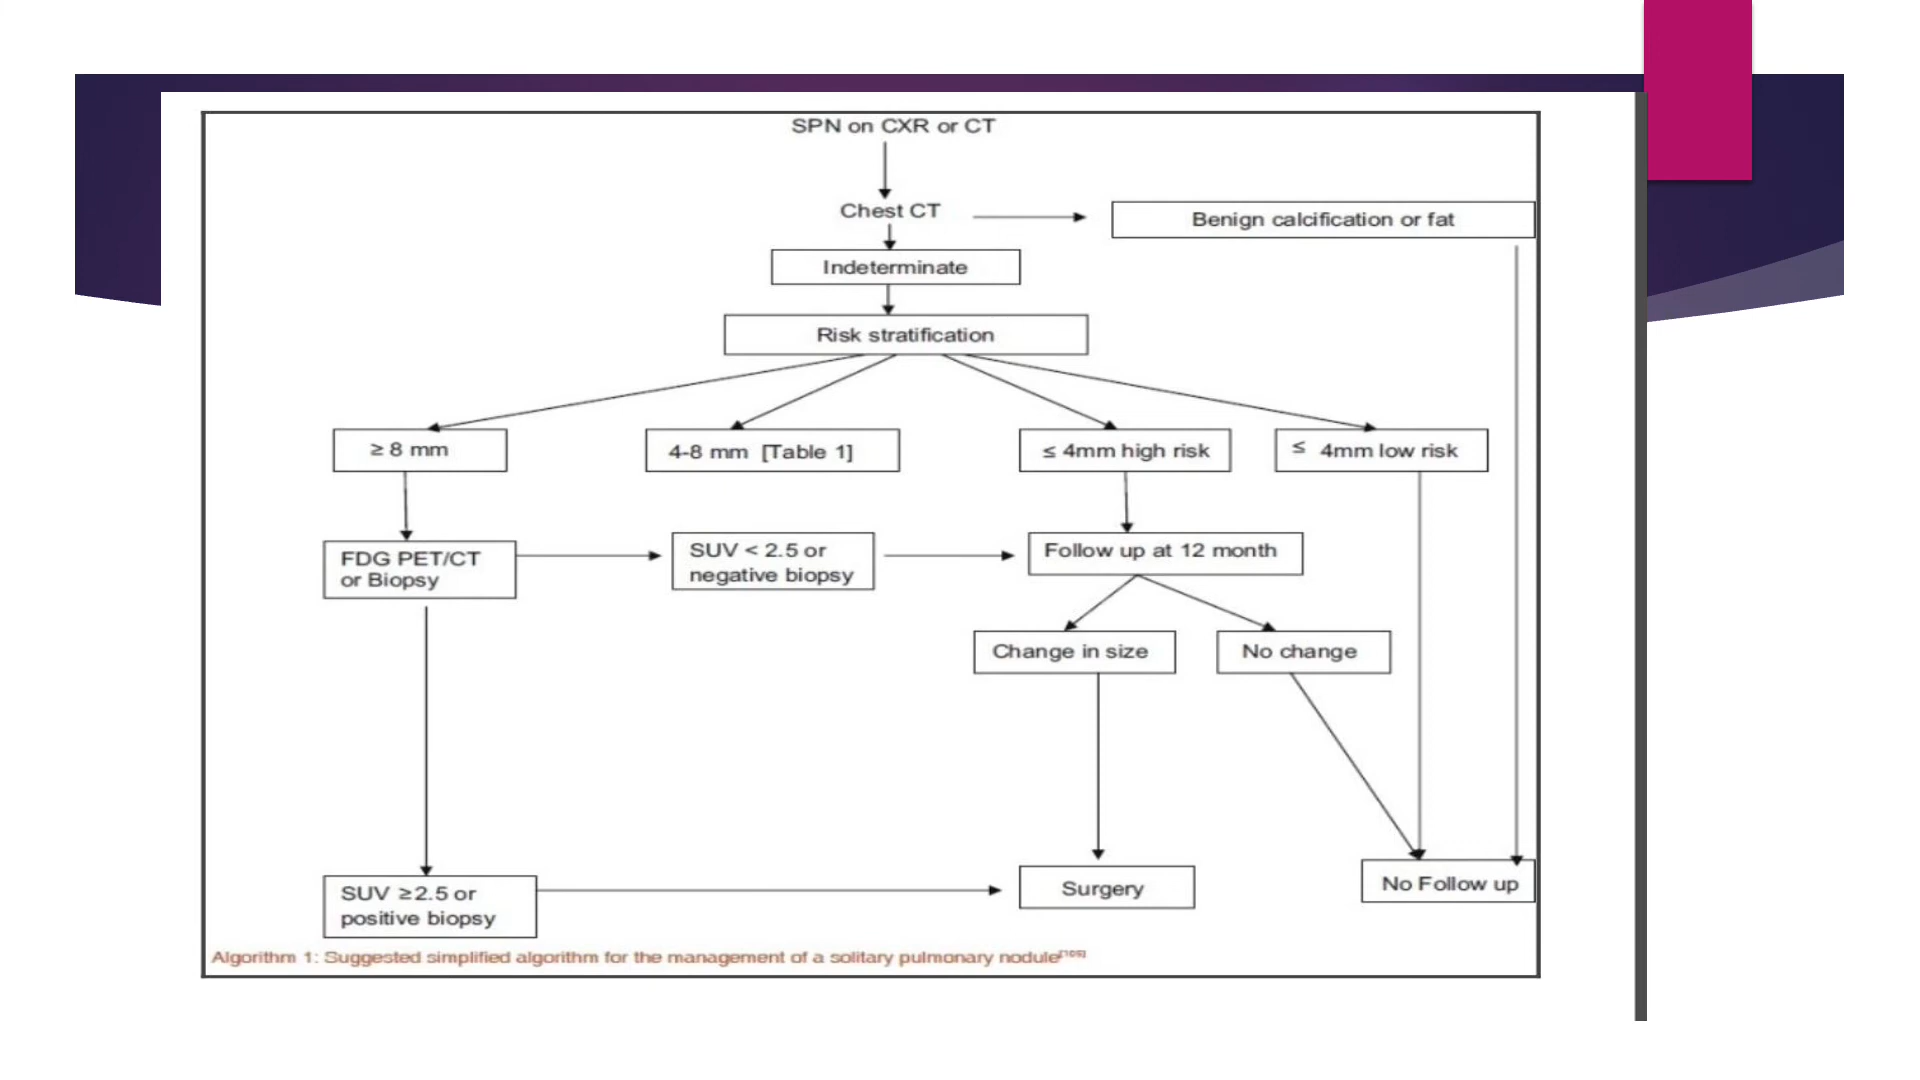 SPN on CXR or CT
Chest CT
Benign calcification or fat
Indeterminate
Risk stratification
≥ 8 mm
4-8 mm [Table 1]
≤ 4mm high risk
≤ 4mm low risk
FDG PET/CT
or Biopsy
SUV < 2.5 or
negative biopsy
Follow up at 12 month
Change in size
No change
SUV ≥2.5 or
positive biopsy
Surgery
No Follow up
Algorithm 1: Suggested simplified algorithm for the management of a solitary pulmonary nodule